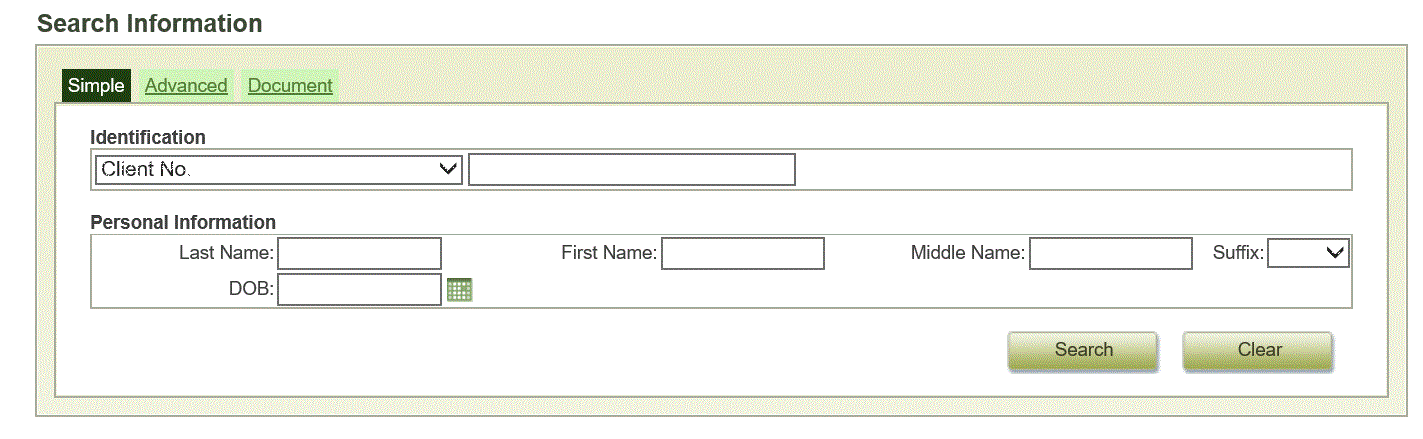 Search Information
Simple Advanced Document
Identification
Client No.
Personal Information
Last Name: First Name: Middle Name: Suffix:
DOB:
Search Clear